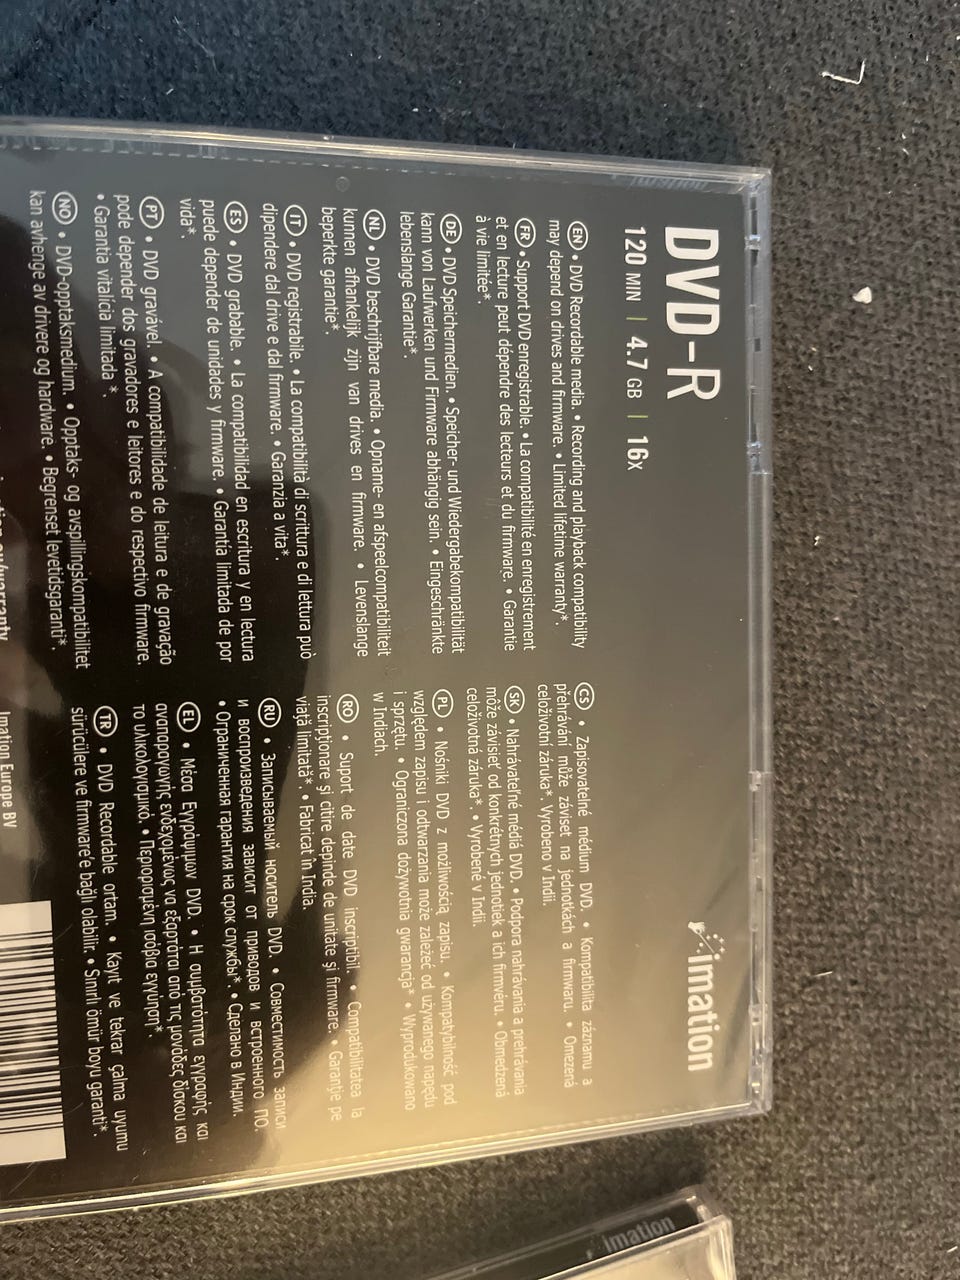 DVD-R
120 MIN | 4.7 GB | 16x
imation
EN • DVD Recordable media. • Recording and playback compatibility
may depend on drives and firmware. • Limited lifetime warranty*.
FR • Support DVD enregistrable. • La compatibilité en enregistrement
et en lecture peut dépendre des lecteurs et du firmware. • Garantie
à vie limitée*.
DE • DVD Speichermedien. • Speicher- und Wiedergabekompatibilität
kann von Laufwerken und Firmware abhängig sein. • Eingeschränkte
lebenslange Garantie*.
NL • DVD beschrijfbare media. • Opname- en afspeelcompatibiliteit
kunnen afhankelijk zijn van drives en firmware. • Levenslange
beperkte garantie*.
IT • DVD registrabile. • La compatibilità di scrittura e di lettura può
dipendere dal drive e dal firmware. • Garanzia a vita*.
ES • DVD grabable. • La compatibilidad en escritura y en lectura
puede depender de unidades y firmware. • Garantía limitada de por
vida*.
PT • DVD gravável. • A compatibilidade de leitura e de gravação
pode depender dos gravadores e leitores e do respectivo firmware.
• Garantia vitalícia limitada *.
NO • DVD-opptaksmedium. • Opptaks- og avspillingskompatibilitet
kan avhenge av drivere og hardware. • Begrenset levetidsgaranti*.
CS • Zapisovatelné médium DVD. • Kompatibilita záznamu a
přehrávání může záviset na jednotkách a firmwaru. • Omezená
celoživotní záruka*. Vyrobeno v Indii.
SK • Nahrávateľné médiá DVD. • Podpora nahrávania a prehrávania
môže závisieť od konkrétnych jednotiek a ich firmvéru. • Obmedzená
celoživotná záruka*. • Vyrobené v Indii.
PL • Nośniki DVD z możliwością zapisu. • Kompatybilność pod
względem zapisu i odtwarzania może zależeć od używanego napędu
i sprzętu. • Ograniczona dożywotnia gwarancja* • Wyprodukowano
w Indiach.
RO • Suport de date DVD inscriptibil. • Compatibilitatea la
inscripționare și citire depinde de unitate și firmware. • Garanție pe
viață limitată*. • Fabricat în India.
RU • Записываемый носитель DVD. • Совместимость записи
и воспроизведения зависит от приводов и встроенного ПО.
• Ограниченная гарантия на срок службы*. • Сделано в Индии.
EL • Μέσα Εγγράψιμων DVD. • Η συμβατότητα εγγραφής και
αναπαραγωγής ενδεχομένως να εξαρτάται από τις μονάδες δίσκου και
το υλικολογισμικό. • Περιορισμένη ισόβια εγγύηση*.
TR • DVD Recordable ortam. • Kayıt ve tekrar çalma uyumu
sürücülere ve firmware'e bağlı olabilir. • Sınırlı ömür boyu garanti*.
Imation Europe BV
imation